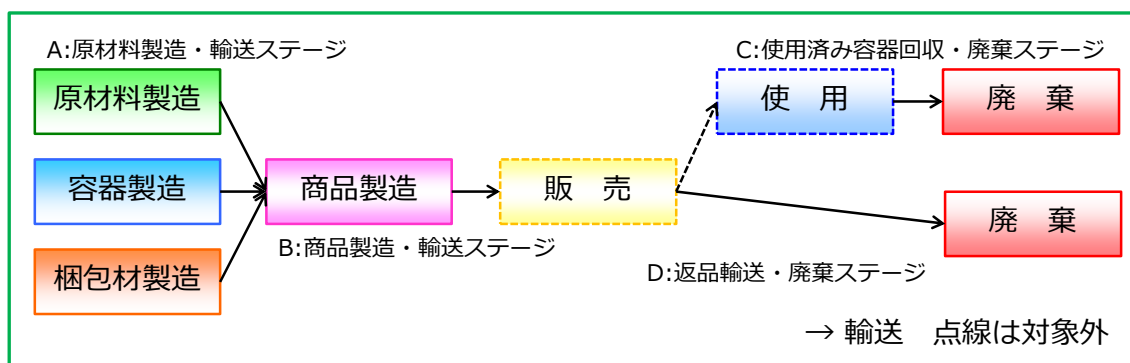 A:原材料製造・輸送ステージ
C:使用済み容器回収・廃棄ステージ
原材料製造
使 用
廃 棄
容器製造
商品製造
販 売
廃 棄
B:商品製造・輸送ステージ
梱包材製造
D:返品輸送・廃棄ステージ
→ 輸送 点線は対象外